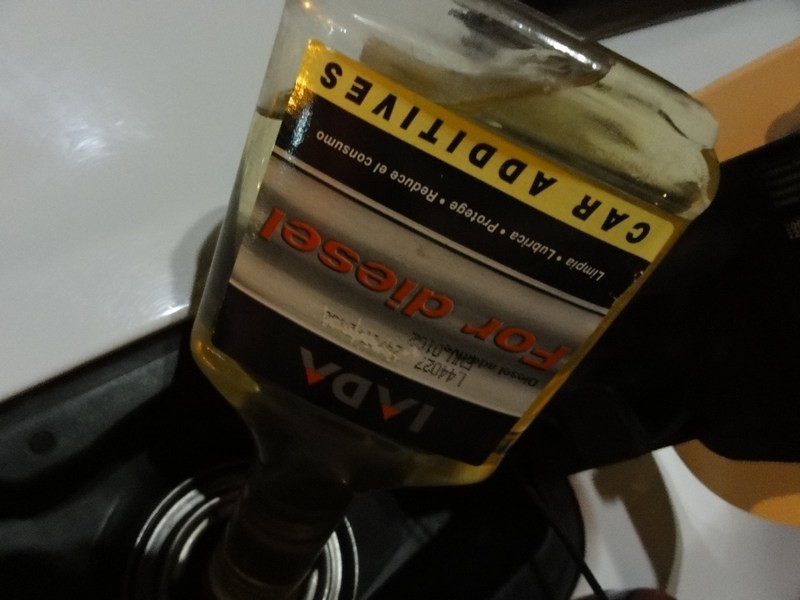 IADA
L44027
For diesel
Limpia • Lubrica • Protege • Reduce el consumo
CAR ADDITIVES